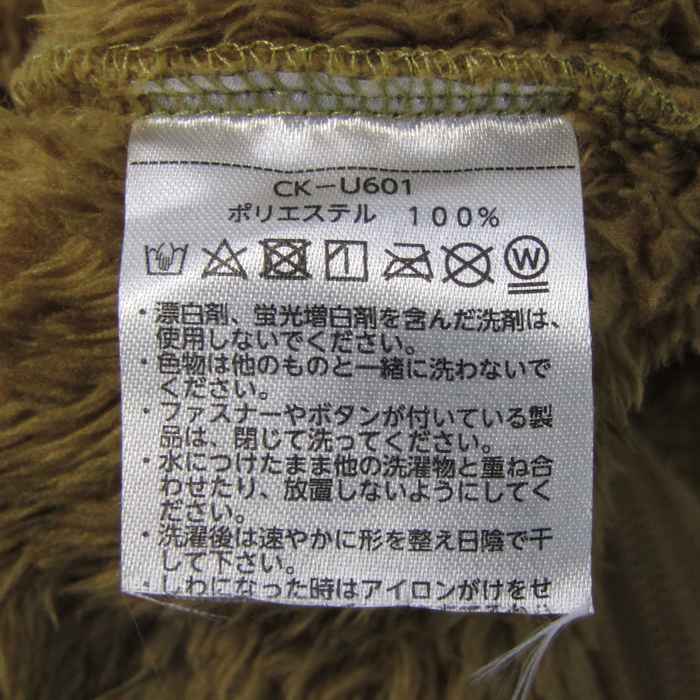 CK-U601
ポリエステル 100%
W
・漂白剤、蛍光増白剤を含んだ洗剤は、
使用しないでください。
・色物は他のものと一緒に洗わないで
ください。
・ファスナーやボタンが付いている製
品は、閉じて洗ってください。
・水につけたまま他の洗濯物と重ね合
わせたり、放置しないようにしてく
ださい。
・洗濯後は速やかに形を整え日陰で干
して下さい。
・しわになった時はアイロンがけをせ